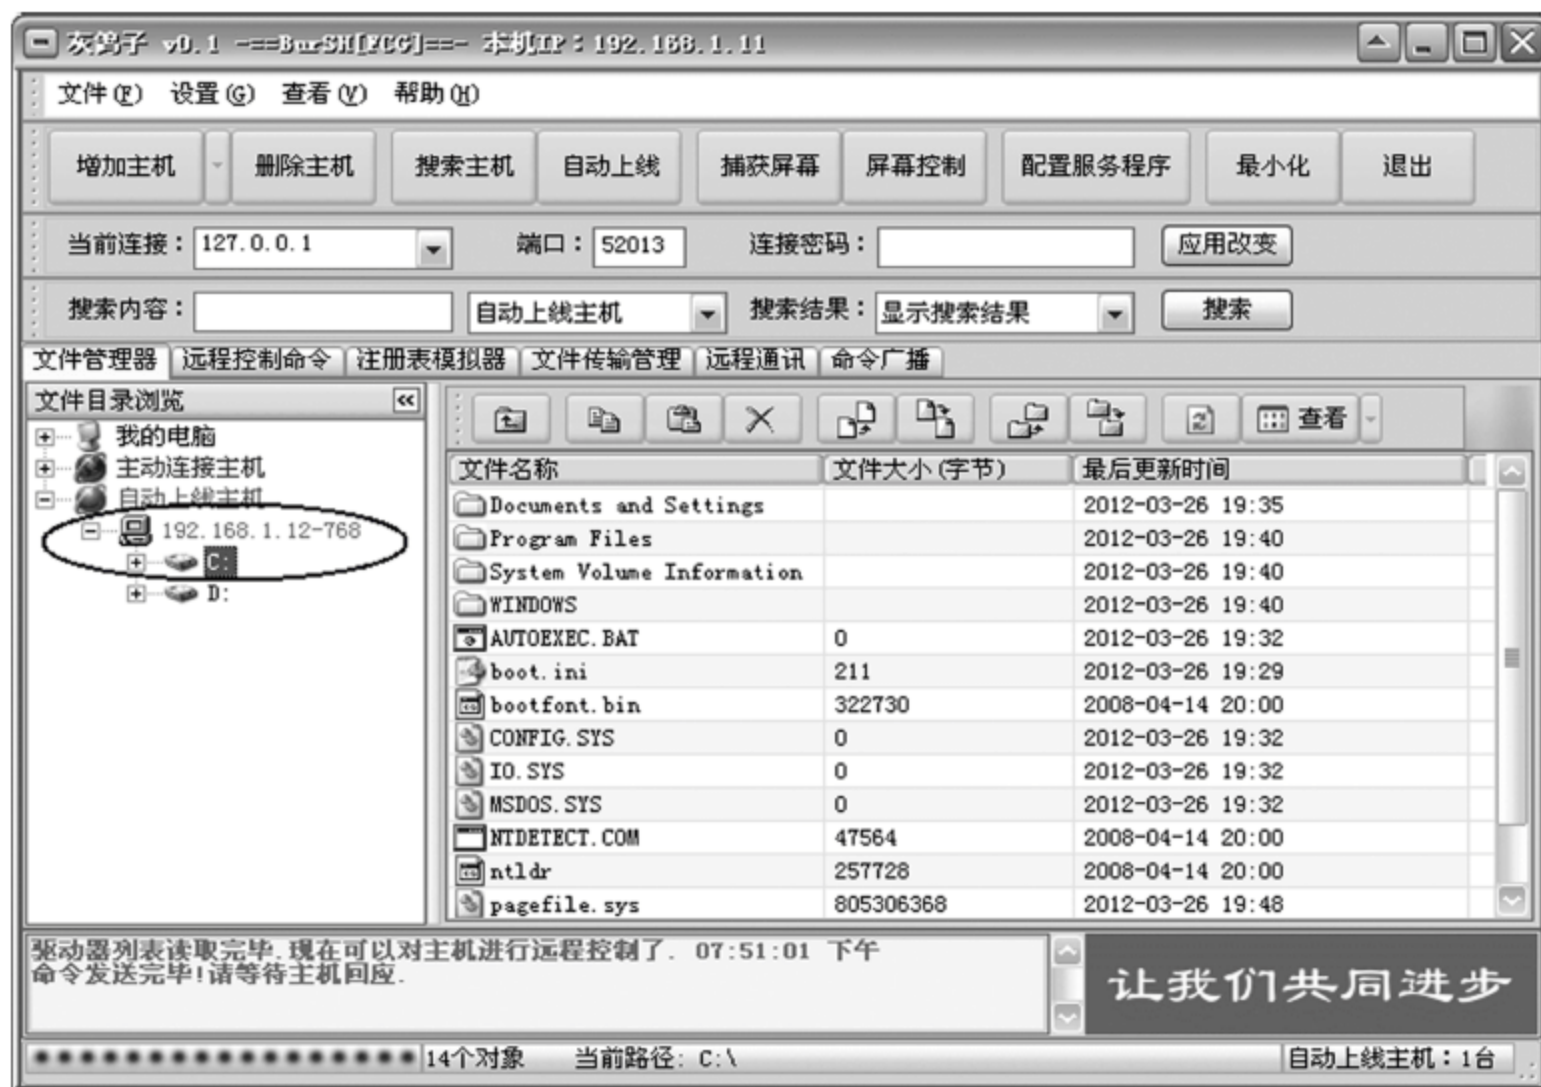 灰鸽子 v0.1 -==BurSH[FCG]==- 本机IP：192.168.1.11
文件(F) 设置(G) 查看(V) 帮助(H)
增加主机 删除主机 搜索主机 自动上线 捕获屏幕 屏幕控制 配置服务程序 最小化 退出
当前连接：127.0.0.1 端口：52013 连接密码： 应用改变
搜索内容： 自动上线主机 搜索结果：显示搜索结果 搜索
文件管理器 远程控制命令 注册表模拟器 文件传输管理 远程通讯 命令广播
文件目录浏览
我的电脑
主动连接主机
自动上线主机
192.168.1.12-768
C:
D:
查看
文件名称 文件大小(字节) 最后更新时间
Documents and Settings 2012-03-26 19:35
Program Files 2012-03-26 19:40
System Volume Information 2012-03-26 19:40
WINDOWS 2012-03-26 19:40
AUTOEXEC.BAT 0 2012-03-26 19:32
boot.ini 211 2012-03-26 19:29
bootfont.bin 322730 2008-04-14 20:00
CONFIG.SYS 0 2012-03-26 19:32
IO.SYS 0 2012-03-26 19:32
MSDOS.SYS 0 2012-03-26 19:32
NTDETECT.COM 47564 2008-04-14 20:00
ntldr 257728 2008-04-14 20:00
pagefile.sys 805306368 2012-03-26 19:48
驱动器列表读取完毕.现在可以对主机进行远程控制了. 07:51:01 下午
命令发送完毕!请等待主机回应.
让我们共同进步
14个对象 当前路径: C:\ 自动上线主机：1台